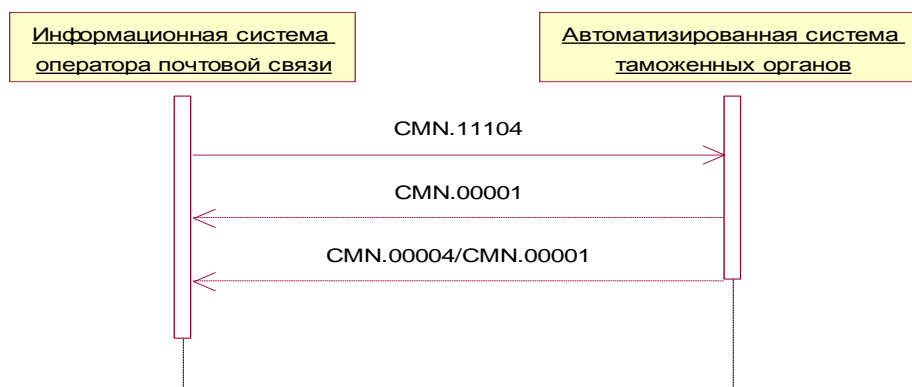 Информационная система
оператора почтовой связи
Автоматизированная система
таможенных органов
CMN.11104
CMN.00001
CMN.00004/CMN.00001